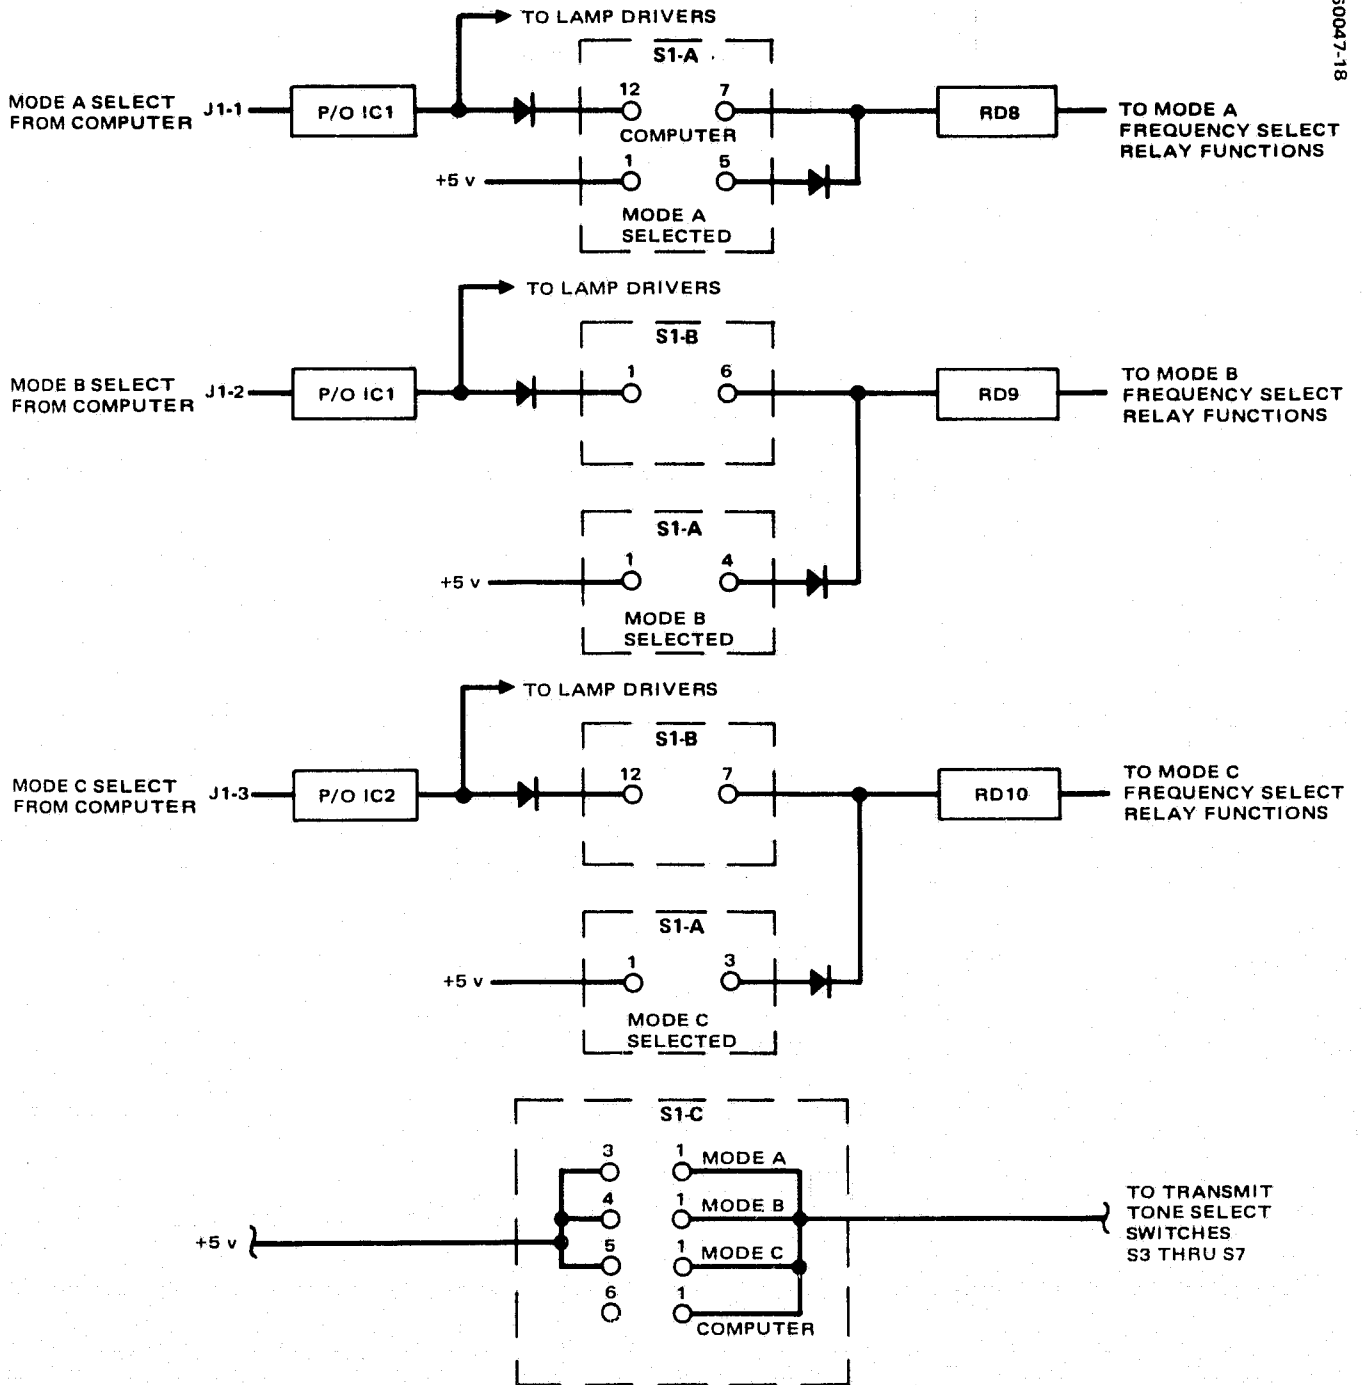 TO LAMP DRIVERS
60047-18
S1-A
MODE A SELECT
FROM COMPUTER
J1-1
P/O IC1
12
7
COMPUTER
RD8
TO MODE A
FREQUENCY SELECT
RELAY FUNCTIONS
+5 v
1
5
MODE A
SELECTED
TO LAMP DRIVERS
S1-B
MODE B SELECT
FROM COMPUTER
J1-2
P/O IC1
1
6
RD9
TO MODE B
FREQUENCY SELECT
RELAY FUNCTIONS
S1-A
+5 v
1
4
MODE B
SELECTED
TO LAMP DRIVERS
S1-B
MODE C SELECT
FROM COMPUTER
J1-3
P/O IC2
12
7
RD10
TO MODE C
FREQUENCY SELECT
RELAY FUNCTIONS
S1-A
+5 v
1
3
MODE C
SELECTED
S1-C
3
1
MODE A
4
1
MODE B
5
1
MODE C
6
1
COMPUTER
+5 v
TO TRANSMIT
TONE SELECT
SWITCHES
S3 THRU S7